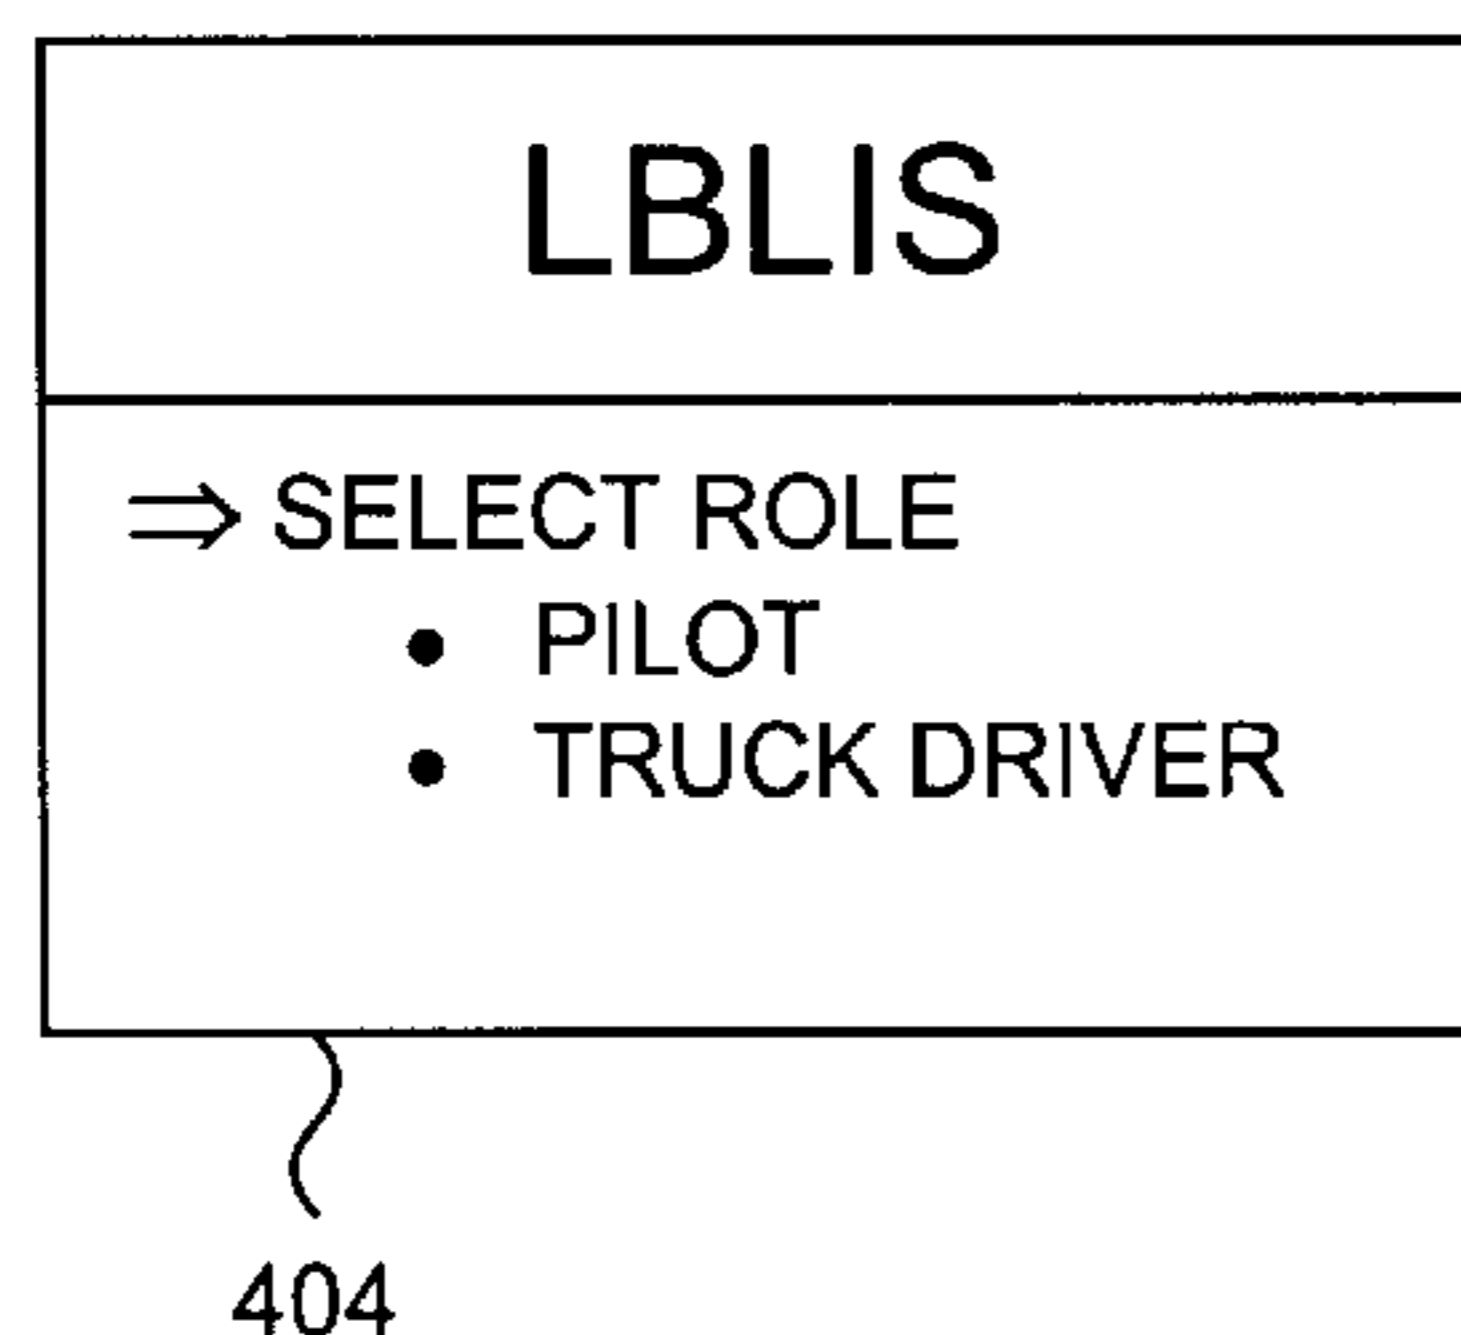 LBLIS
⇒ SELECT ROLE
• PILOT
• TRUCK DRIVER
404